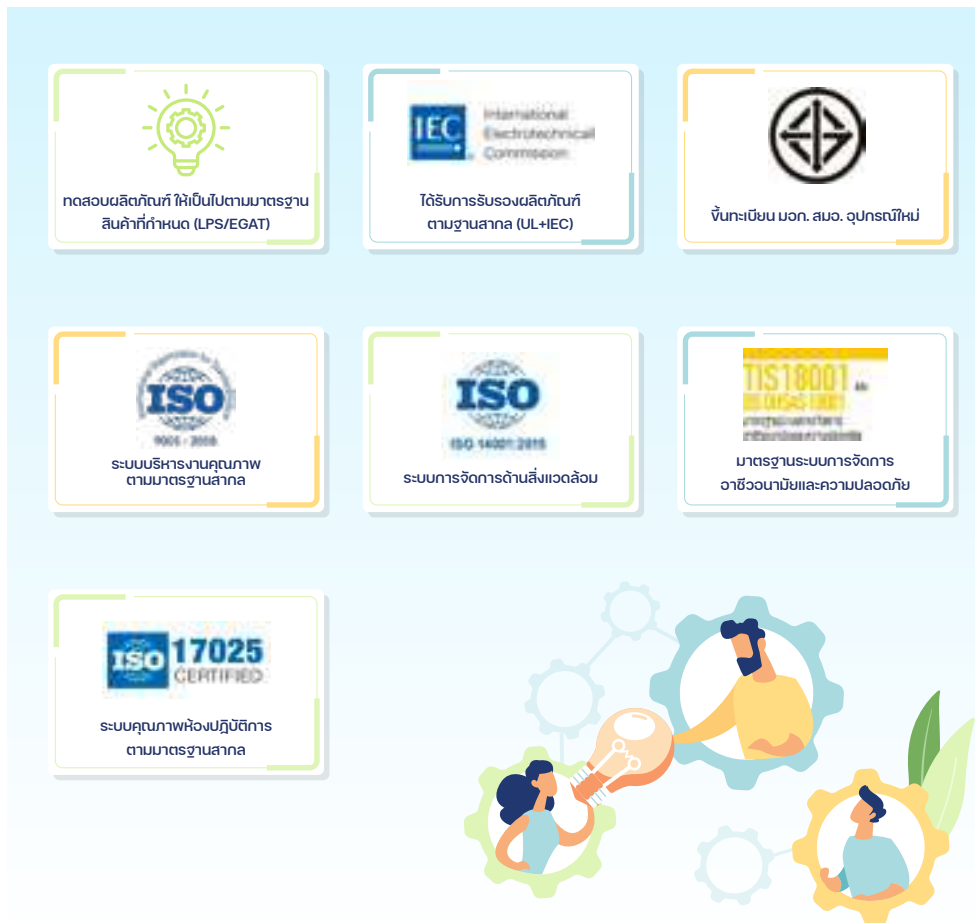 ทดสอบผลิตภัณฑ์ ให้เป็นไปตามมาตรฐาน
สินค้าที่กำหนด (LPS/EGAT)
IEC
International
Electrotechnicall
Commission
ได้รับการรับรองผลิตภัณฑ์
ตามฐานสากล (UL+IEC)
ขึ้นทะเบียน มอก. สมอ. อุปกรณ์ใหม่
ISO
ระบบบริหารงานคุณภาพ
ตามมาตรฐานสากล
ISO
ISO 14001:2015
ระบบการจัดการด้านสิ่งแวดล้อม
TIS18001
มาตรฐานระบบการจัดการ
อาชีวอนามัยและความปลอดภัย
ISO
17025
CERTIFIED
ระบบคุณภาพห้องปฏิบัติการ
ตามมาตรฐานสากล